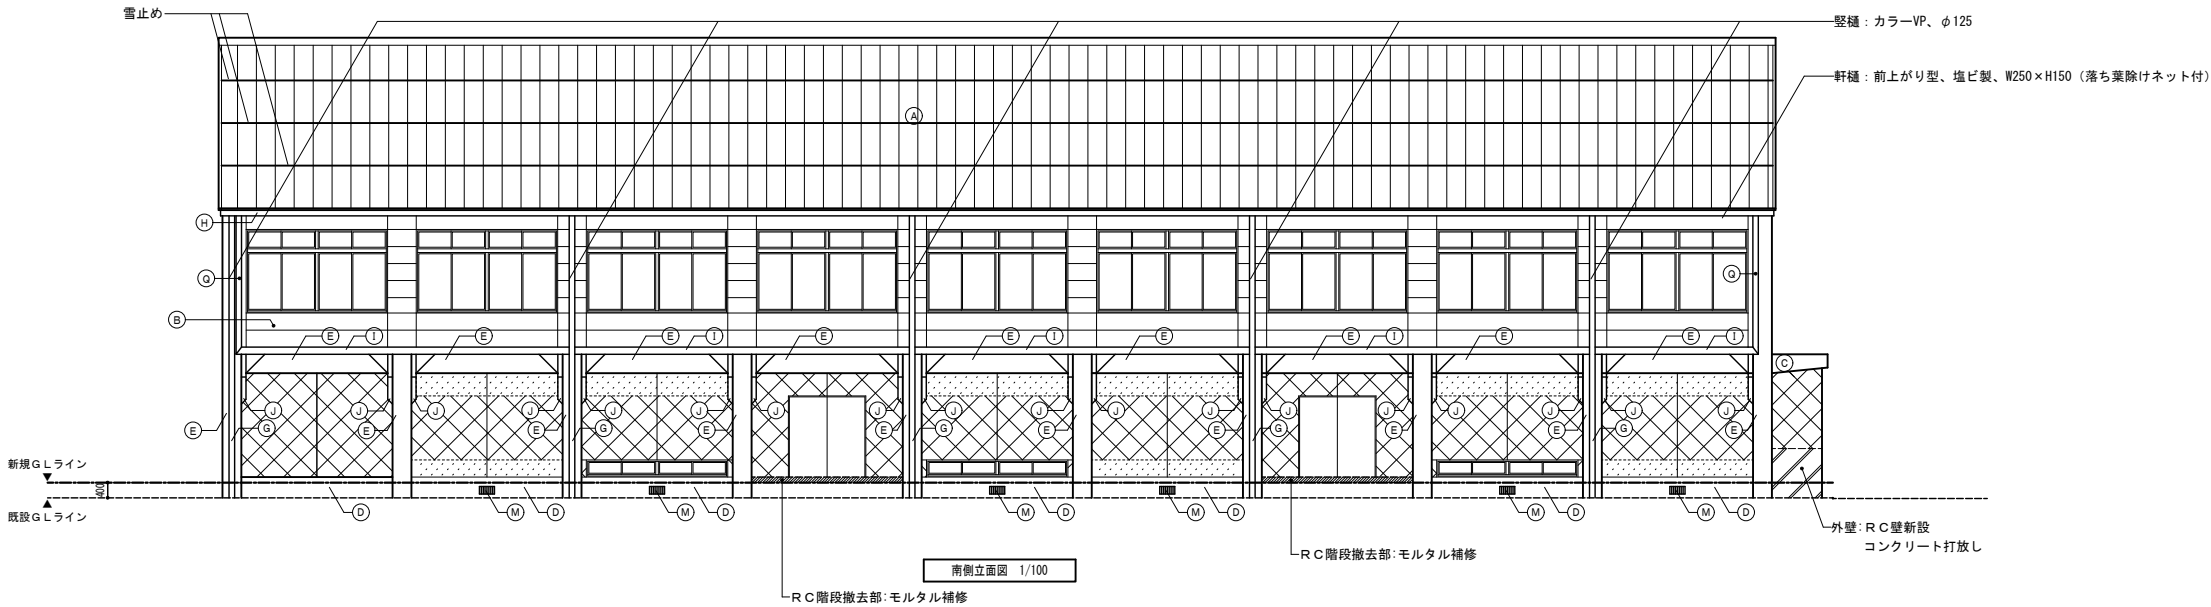 雪止め
竪樋：カラーVP、φ125
軒樋：前上がり型、塩ビ製、W250×H150（落ち葉除けネット付）
A
H
Q
Q
B
E I E E I E E I E E I E E I
C
J J J J J J J J J J J J J J J J J J
E G E E G E E G E E G E E G E
新規ＧＬライン
400
既設ＧＬライン
D M D M D M D M D M D M D
外壁：ＲＣ壁新設
コンクリート打放し
ＲＣ階段撤去部：モルタル補修
南側立面図 1/100
ＲＣ階段撤去部：モルタル補修